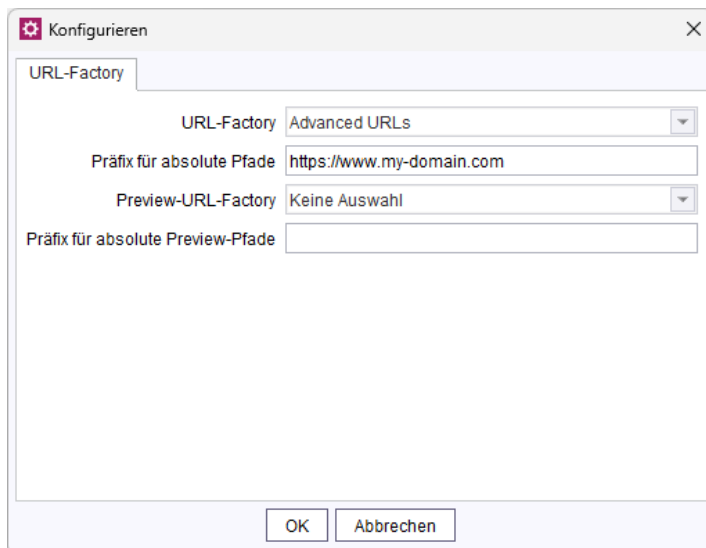 Konfigurieren
URL-Factory
URL-Factory Advanced URLs
Präfix für absolute Pfade https://www.my-domain.com
Preview-URL-Factory Keine Auswahl
Präfix für absolute Preview-Pfade
OK Abbrechen